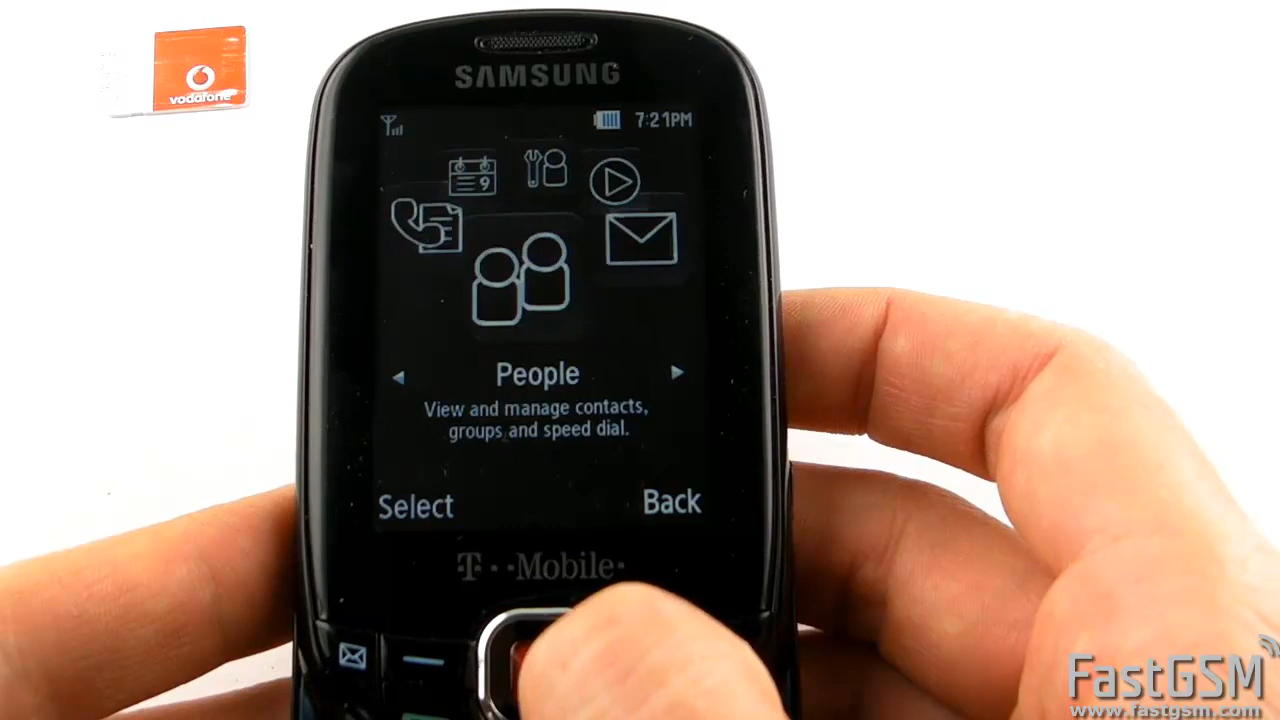 vodafone
SAMSUNG
7:21PM
9
People
View and manage contacts,
groups and speed dial.
Select
Back
T··Mobile·
FastGSM
www.fastgsm.com